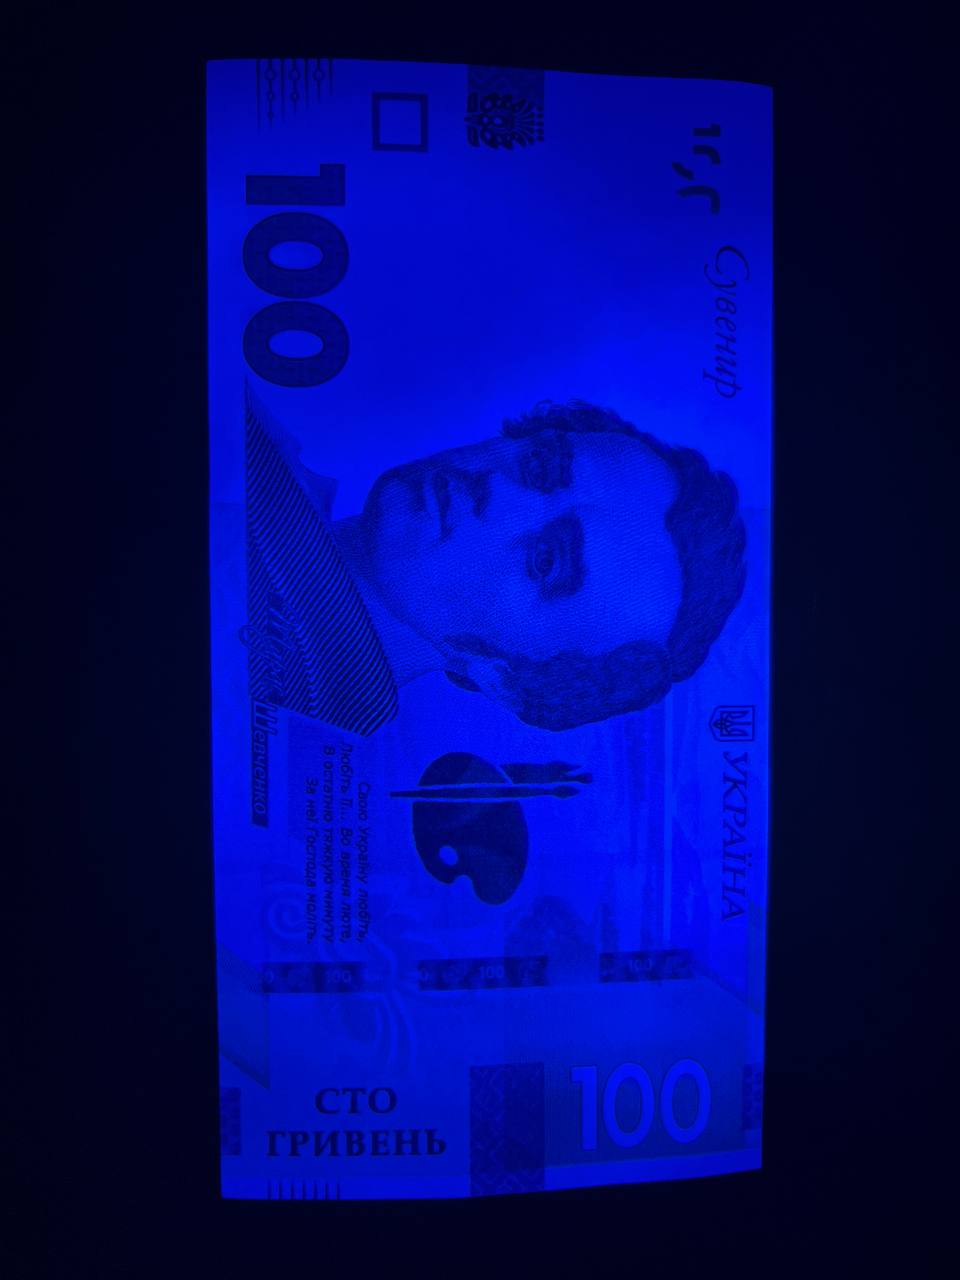 Сувенир
УКРАЇНА
100
Свою Україну любіть,
Любіть її... Во время люте,
В остатню тяжкую минуту
За неї Господа моліть.
Шевченко
100
100
100
100
СТО
ГРИВЕНЬ